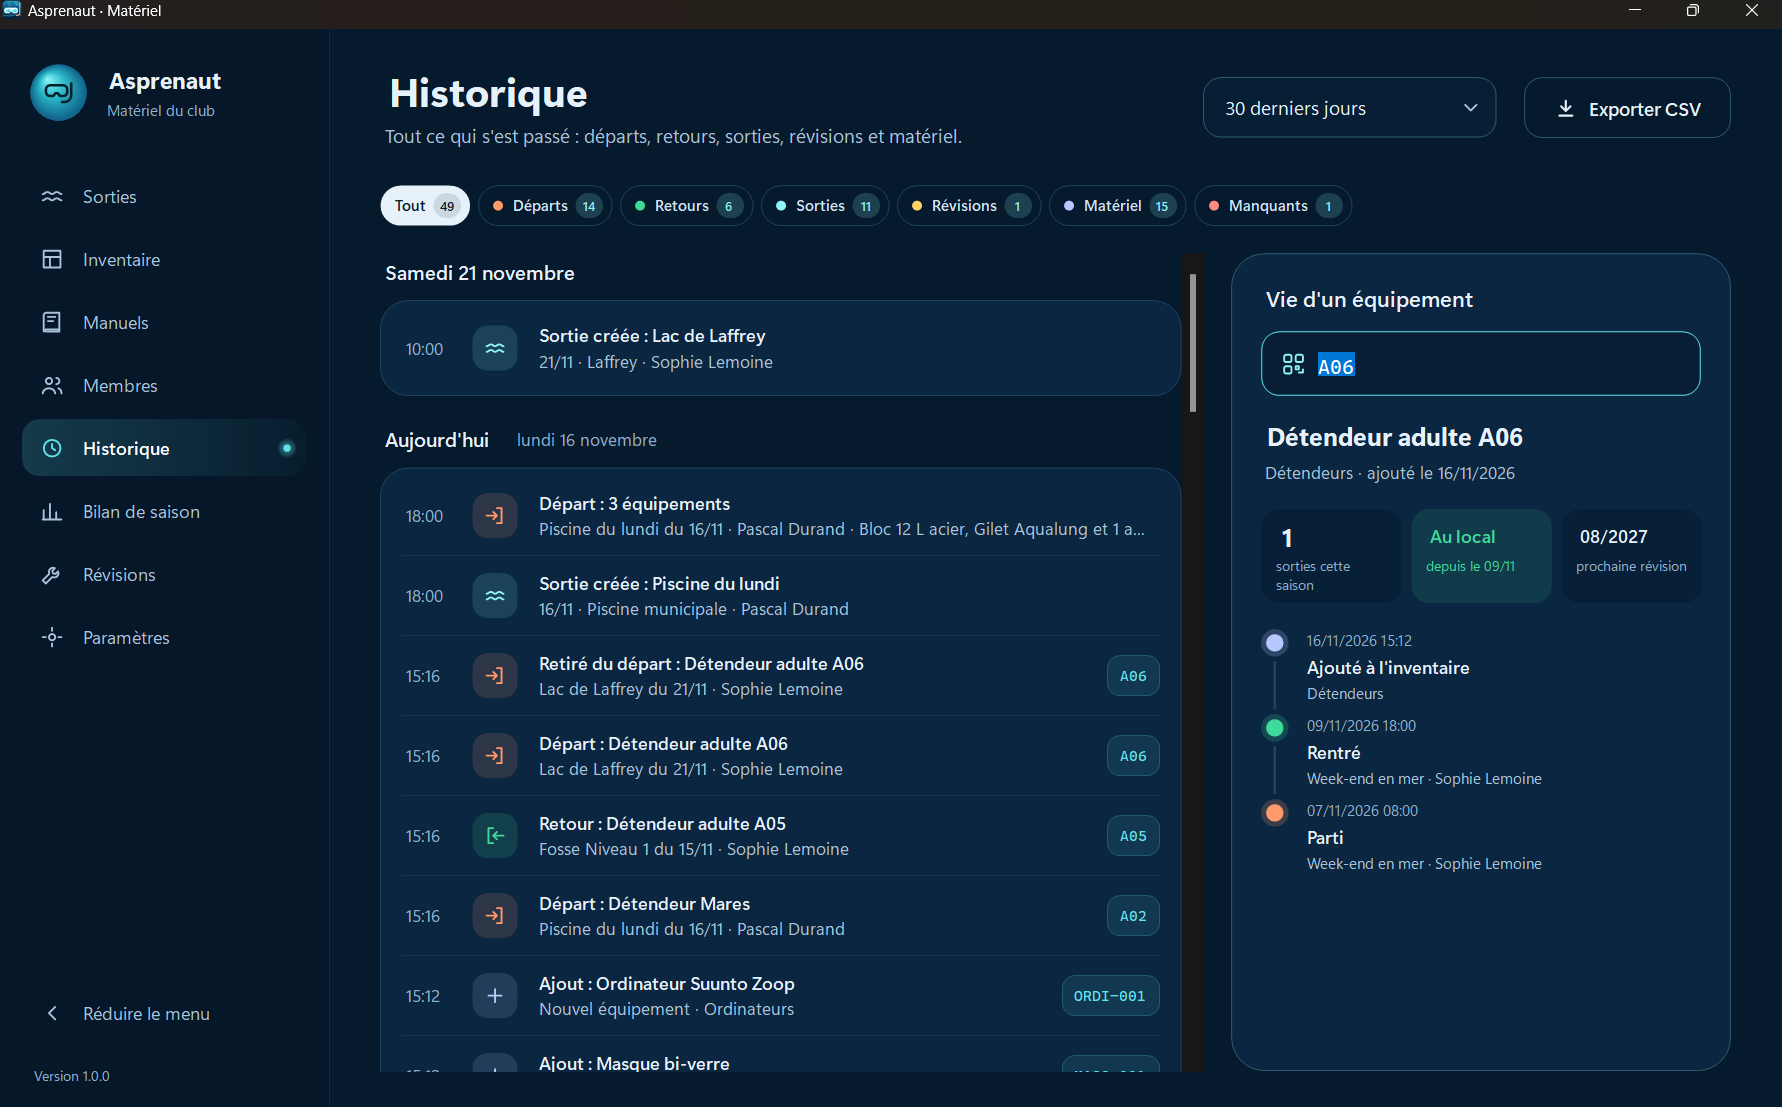 Asprenaut · Matériel
Asprenaut
Matériel du club
Sorties
Inventaire
Manuels
Membres
Historique
Bilan de saison
Révisions
Paramètres
Réduire le menu
Version 1.0.0
Historique
Tout ce qui s'est passé : départs, retours, sorties, révisions et matériel.
30 derniers jours
Exporter CSV
Tout 49
Départs 14
Retours 6
Sorties 11
Révisions 1
Matériel 15
Manquants 1
Samedi 21 novembre
10:00
Sortie créée : Lac de Laffrey
21/11 · Laffrey · Sophie Lemoine
Aujourd'hui lundi 16 novembre
18:00
Départ : 3 équipements
Piscine du lundi du 16/11 · Pascal Durand · Bloc 12 L acier, Gilet Aqualung et 1 a...
18:00
Sortie créée : Piscine du lundi
16/11 · Piscine municipale · Pascal Durand
15:16
Retiré du départ : Détendeur adulte A06
Lac de Laffrey du 21/11 · Sophie Lemoine
A06
15:16
Départ : Détendeur adulte A06
Lac de Laffrey du 21/11 · Sophie Lemoine
A06
15:16
Retour : Détendeur adulte A05
Fosse Niveau 1 du 15/11 · Sophie Lemoine
A05
15:16
Départ : Détendeur Mares
Piscine du lundi du 16/11 · Pascal Durand
A02
15:12
Ajout : Ordinateur Suunto Zoop
Nouvel équipement · Ordinateurs
ORDI-001
Ajout : Masque bi-verre
Vie d'un équipement
A06
Détendeur adulte A06
Détendeurs · ajouté le 16/11/2026
1
sorties cette
saison
Au local
depuis le 09/11
08/2027
prochaine révision
16/11/2026 15:12
Ajouté à l'inventaire
Détendeurs
09/11/2026 18:00
Rentré
Week-end en mer · Sophie Lemoine
07/11/2026 08:00
Parti
Week-end en mer · Sophie Lemoine